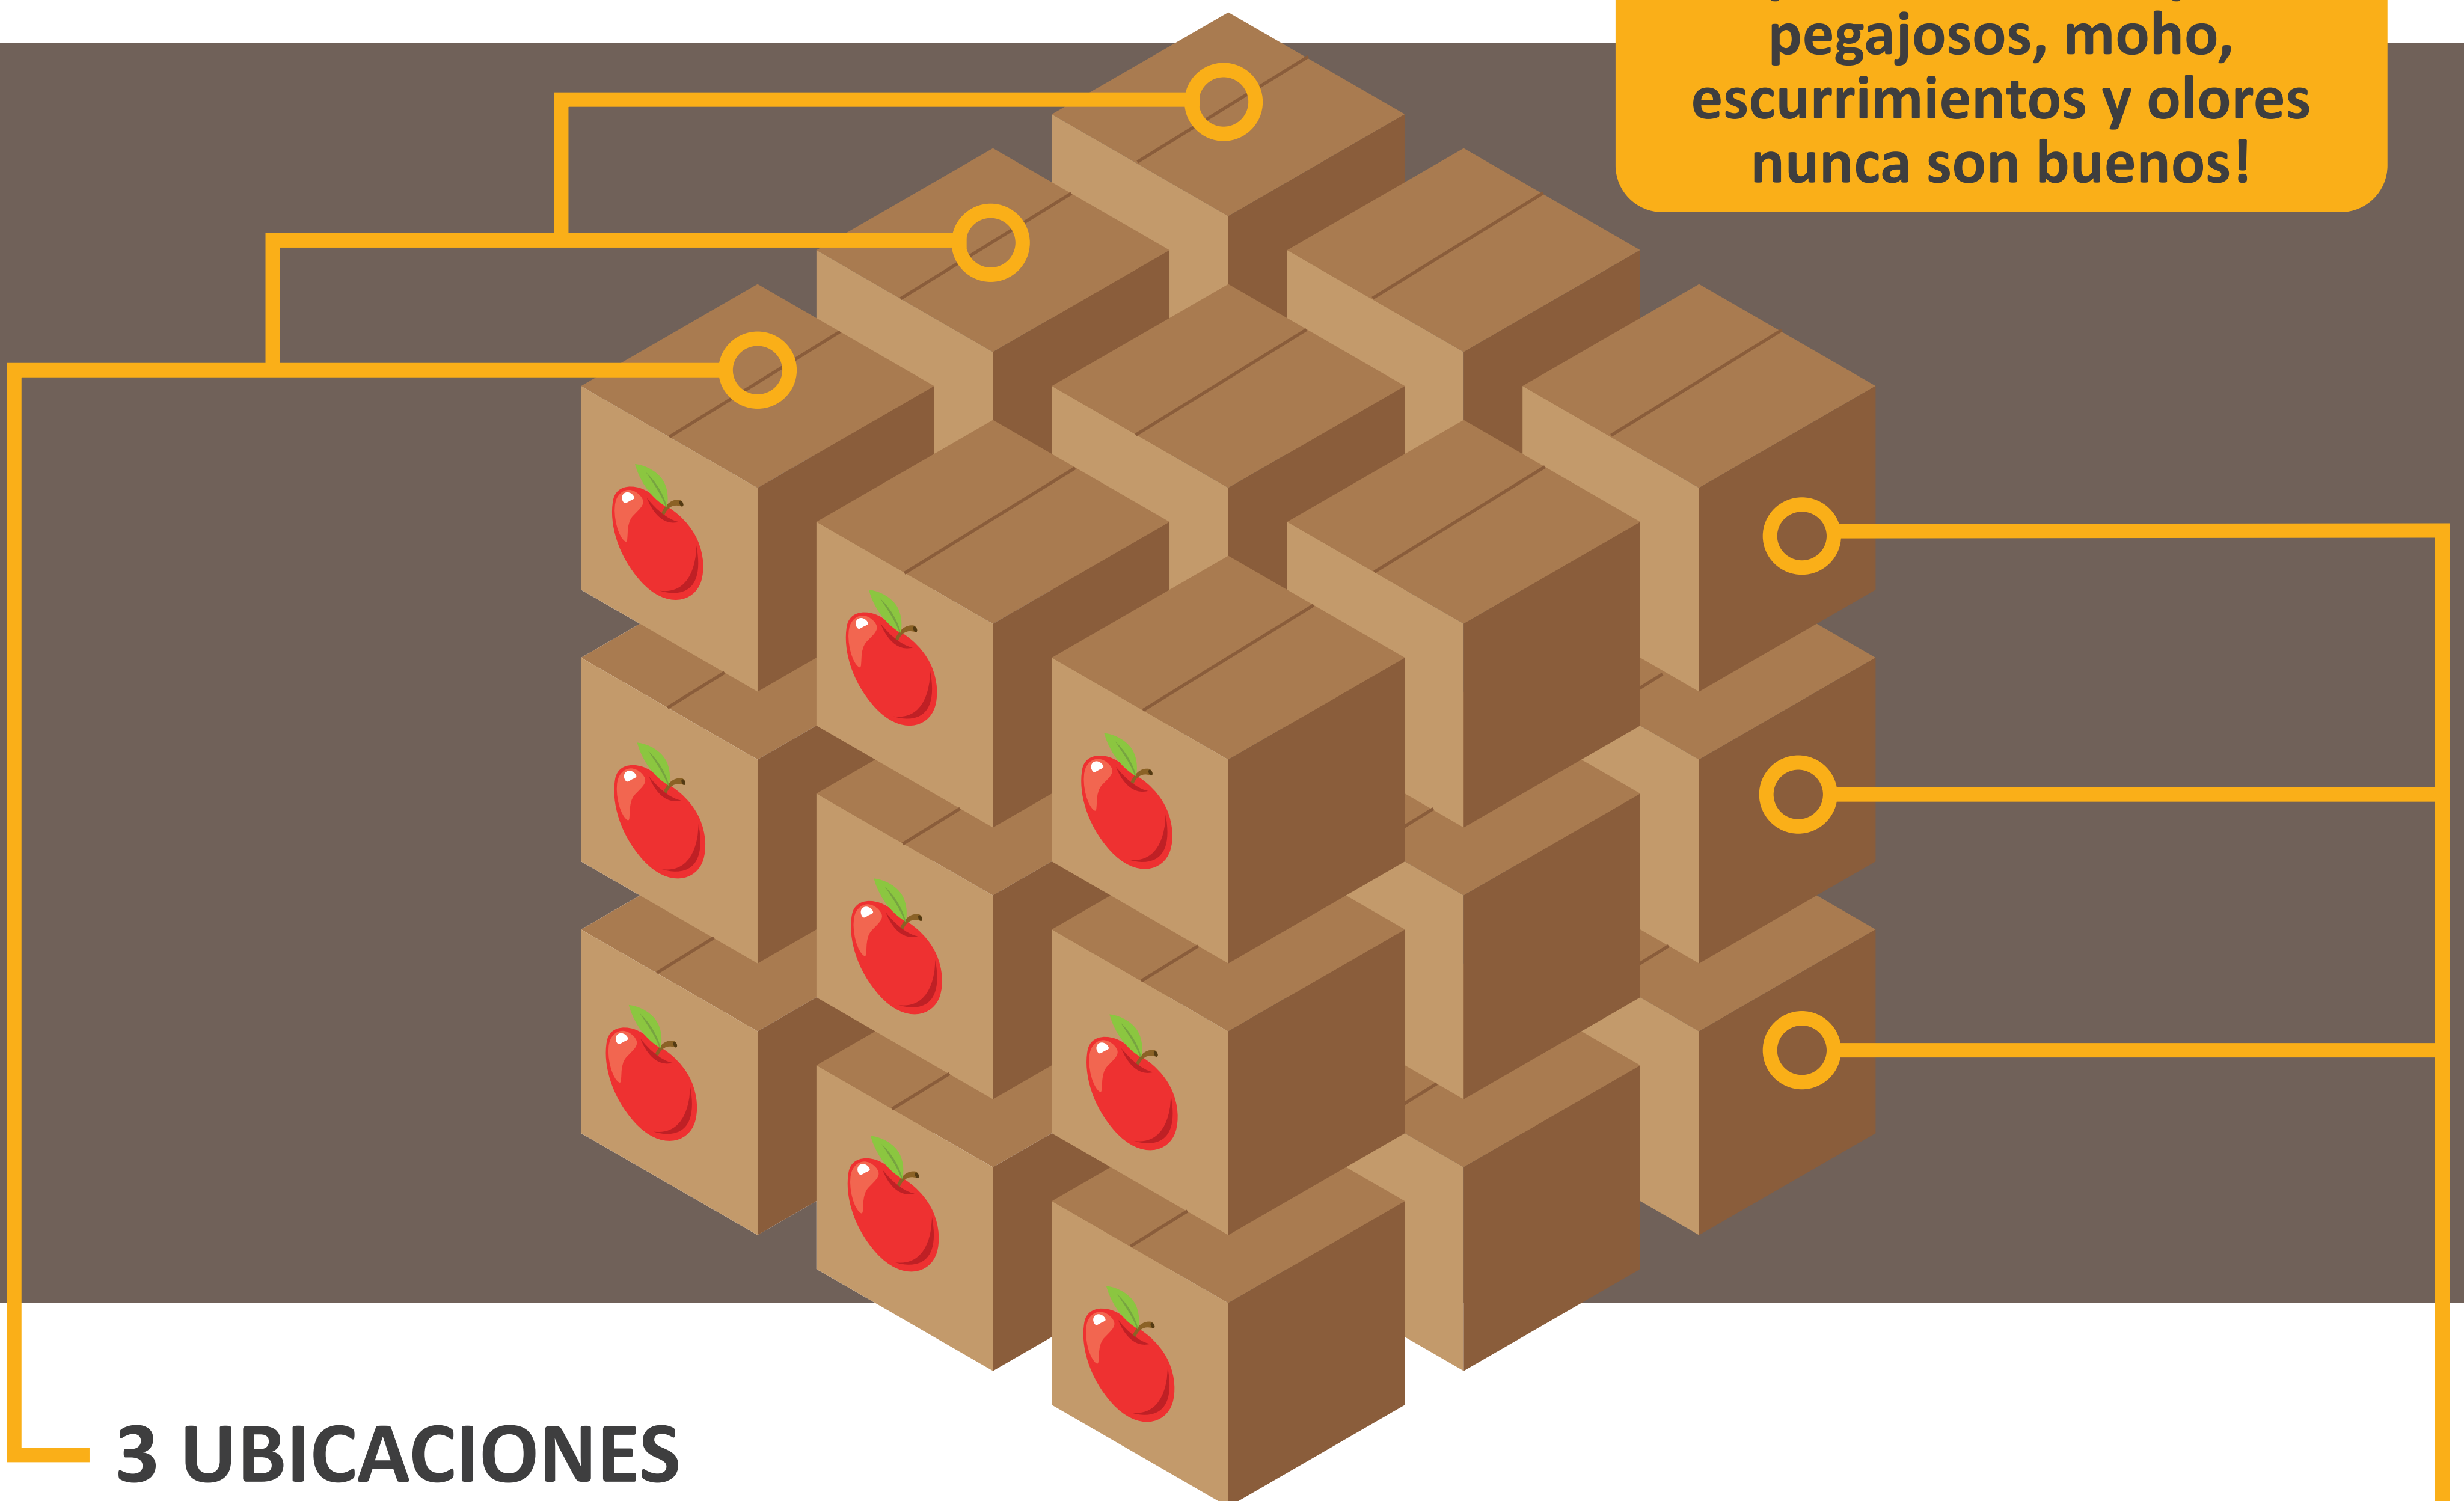 pegajosos, moho,
escurrimientos y olores
nunca son buenos!
3 UBICACIONES